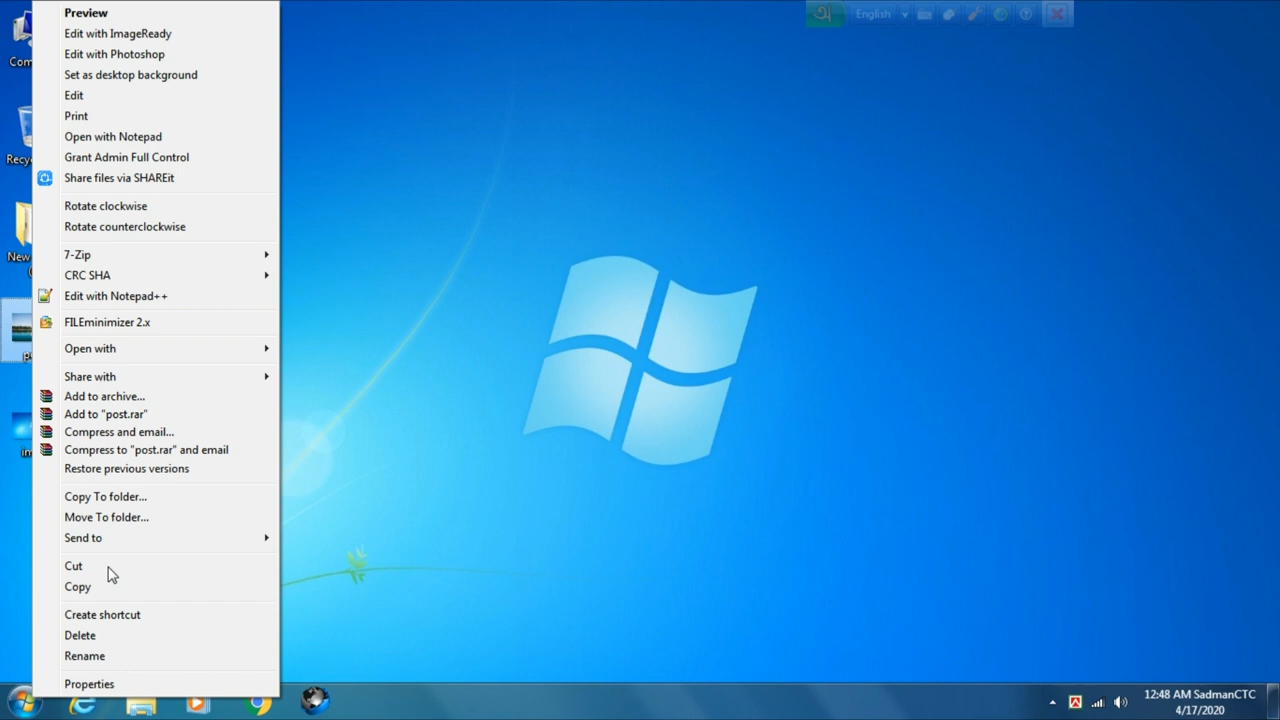 Preview
Edit with ImageReady
Edit with Photoshop
Set as desktop background
Edit
Print
Open with Notepad
Grant Admin Full Control
Share files via SHAREit
Rotate clockwise
Rotate counterclockwise
7-Zip
CRC SHA
Edit with Notepad++
FILEminimizer 2.x
Open with
Share with
Add to archive...
Add to "post.rar"
Compress and email...
Compress to "post.rar" and email
Restore previous versions
Copy To folder...
Move To folder...
Send to
Cut
Copy
Create shortcut
Delete
Rename
Properties
Com
Recy
New
অ English
12:48 AM SadmanCTC
4/17/2020